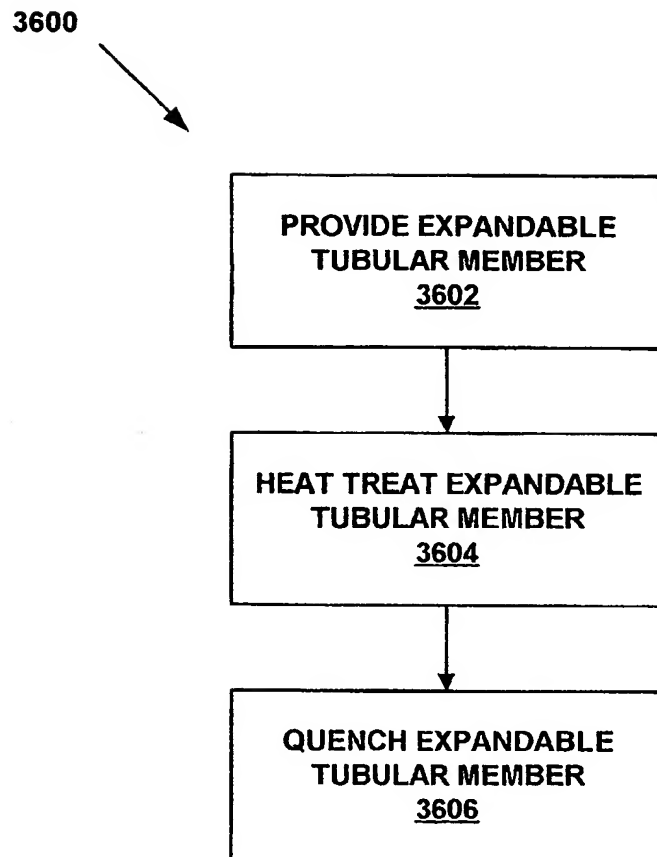 3600
PROVIDE EXPANDABLE
TUBULAR MEMBER
3602
HEAT TREAT EXPANDABLE
TUBULAR MEMBER
3604
QUENCH EXPANDABLE
TUBULAR MEMBER
3606